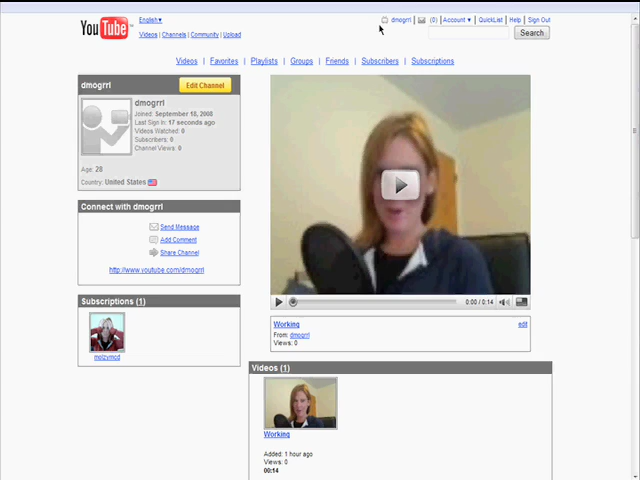 YouTube
English▼
Videos | Channels | Community | Upload
dmogrrl | (0) | Account ▼ | QuickList | Help | Sign Out
Search
Videos | Favorites | Playlists | Groups | Friends | Subscribers | Subscriptions
dmogrrl
Edit Channel
dmogrrl
Joined: September 18, 2008
Last Sign In: 17 seconds ago
Videos Watched: 0
Subscribers: 0
Channel Views: 0
Age: 28
Country: United States
Connect with dmogrrl
Send Message
Add Comment
Share Channel
http://www.youtube.com/dmogrrl
Subscriptions (1)
molzymcd
0:00 / 0:14
Working
edit
From: dmogrrl
Views: 0
Videos (1)
Working
Added: 1 hour ago
Views: 0
00:14